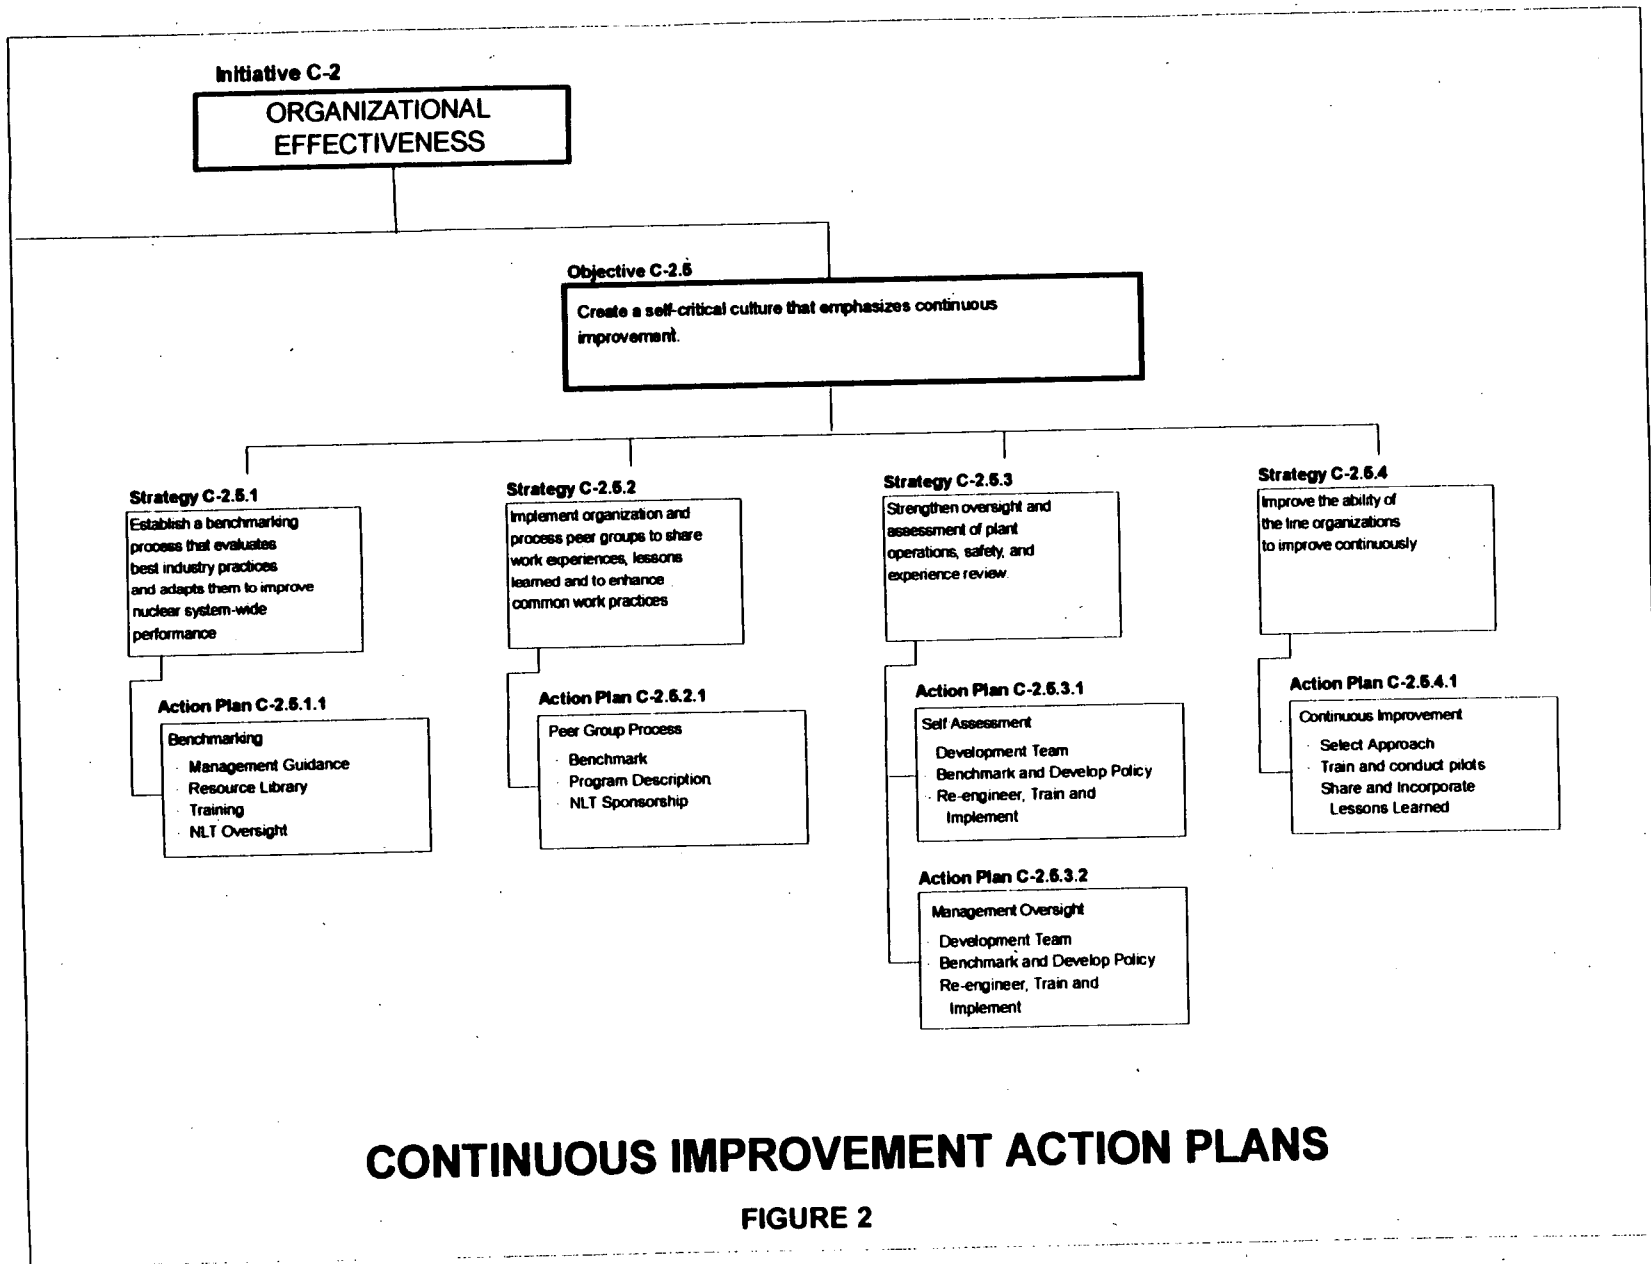 Initiative C-2
ORGANIZATIONAL
EFFECTIVENESS
Objective C-2.5
Create a self-critical culture that emphasizes continuous
improvement.
Strategy C-2.5.1
Establish a benchmarking
process that evaluates
best industry practices
and adapts them to improve
nuclear system-wide
performance
Action Plan C-2.5.1.1
Benchmarking
· Management Guidance
· Resource Library
· Training
· NLT Oversight
Strategy C-2.5.2
Implement organization and
process peer groups to share
work experiences, lessons
learned and to enhance
common work practices
Action Plan C-2.5.2.1
Peer Group Process
· Benchmark
· Program Description
· NLT Sponsorship
Strategy C-2.5.3
Strengthen oversight and
assessment of plant
operations, safety, and
experience review.
Action Plan C-2.5.3.1
Self Assessment
Development Team
· Benchmark and Develop Policy
· Re-engineer, Train and
Implement
Action Plan C-2.5.3.2
Management Oversight
· Development Team
· Benchmark and Develop Policy
Re-engineer, Train and
Implement
Strategy C-2.5.4
Improve the ability of
the line organizations
to improve continuously
Action Plan C-2.5.4.1
Continuous Improvement
· Select Approach
· Train and conduct pilots
Share and Incorporate
Lessons Learned
CONTINUOUS IMPROVEMENT ACTION PLANS
FIGURE 2